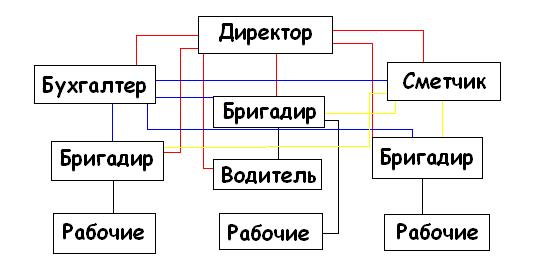 Директор
Бухгалтер
Сметчик
Бригадир
Бригадир
Бригадир
Водитель
Рабочие
Рабочие
Рабочие